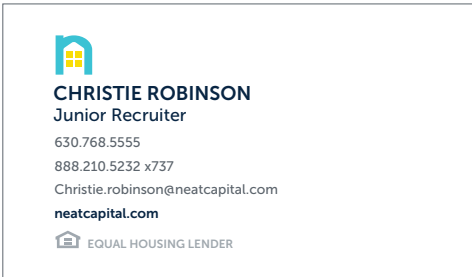 n
CHRISTIE ROBINSON
Junior Recruiter
630.768.5555
888.210.5232 x737
Christie.robinson@neatcapital.com
neatcapital.com
EQUAL HOUSING LENDER